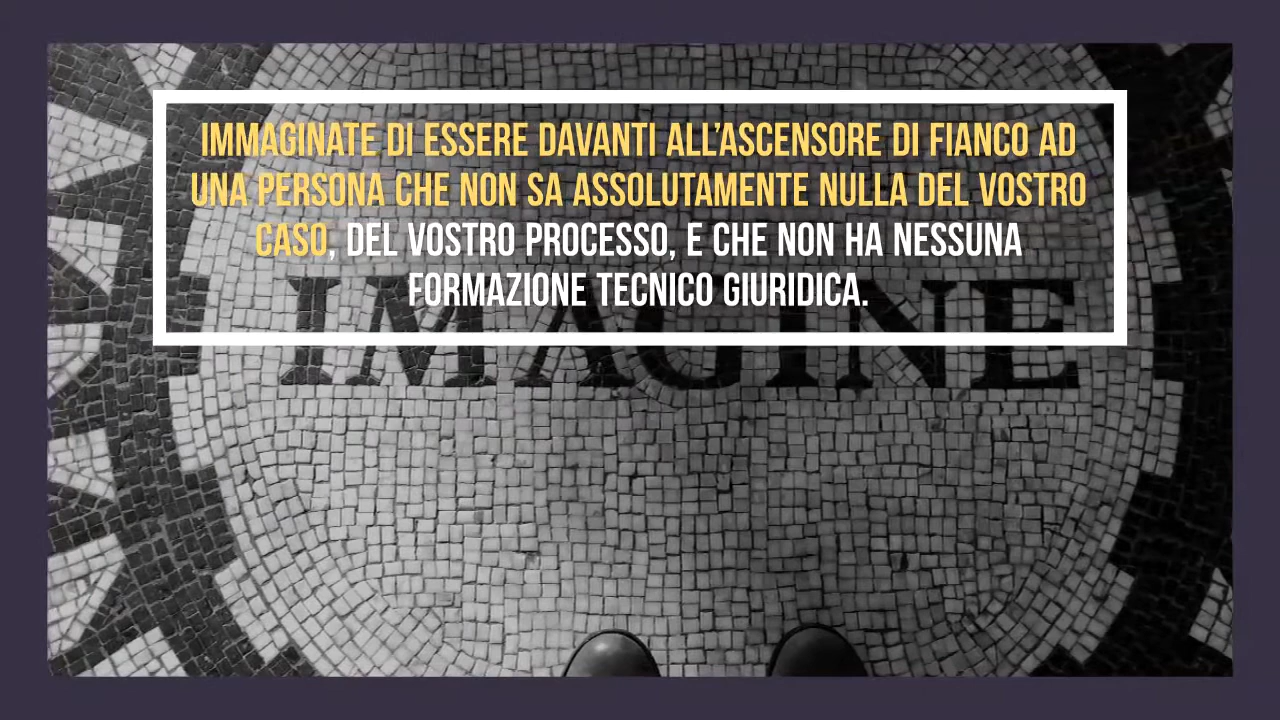 IMMAGINATE DI ESSERE DAVANTI ALL’ASCENSORE DI FIANCO AD
UNA PERSONA CHE NON SA ASSOLUTAMENTE NULLA DEL VOSTRO
CASO, DEL VOSTRO PROCESSO, E CHE NON HA NESSUNA
FORMAZIONE TECNICO GIURIDICA.
IMAGINE